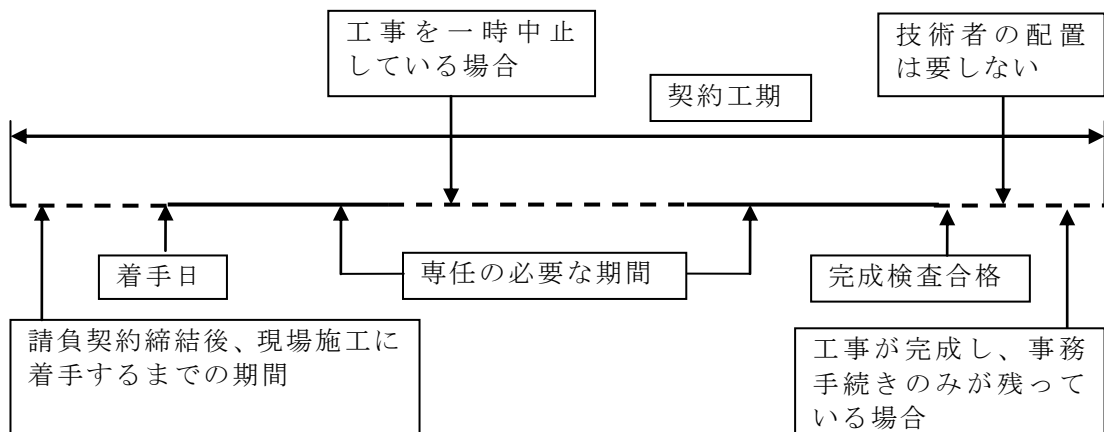 工事を一時中止
している場合
技術者の配置
は要しない
契約工期
着手日
専任の必要な期間
完成検査合格
請負契約締結後、現場施工に
着手するまでの期間
工事が完成し、事務
手続きのみが残って
いる場合